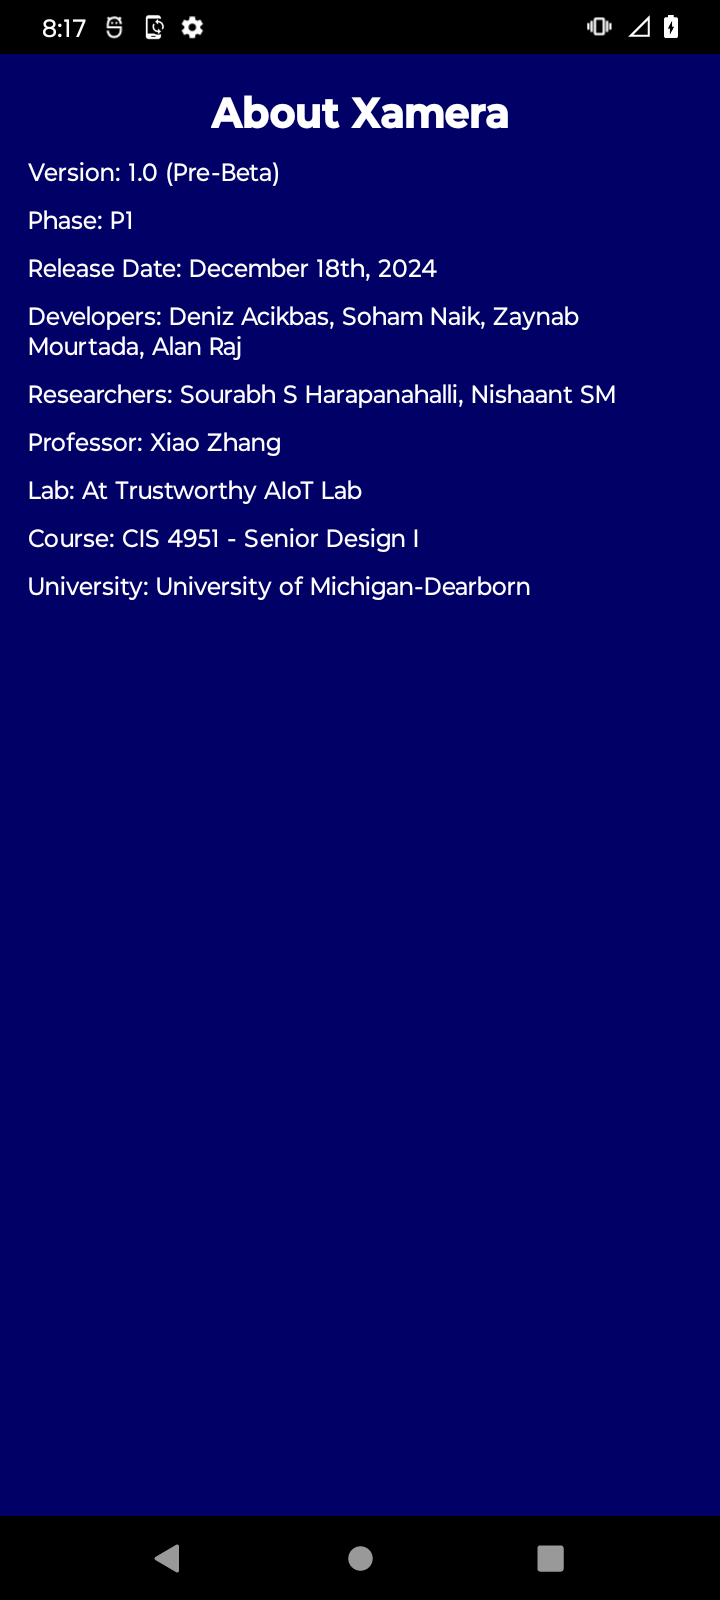 8:17
About Xamera
Version: 1.0 (Pre-Beta)
Phase: P1
Release Date: December 18th, 2024
Developers: Deniz Acikbas, Soham Naik, Zaynab
Mourtada, Alan Raj
Researchers: Sourabh S Harapanahalli, Nishaant SM
Professor: Xiao Zhang
Lab: At Trustworthy AIoT Lab
Course: CIS 4951 - Senior Design I
University: University of Michigan-Dearborn